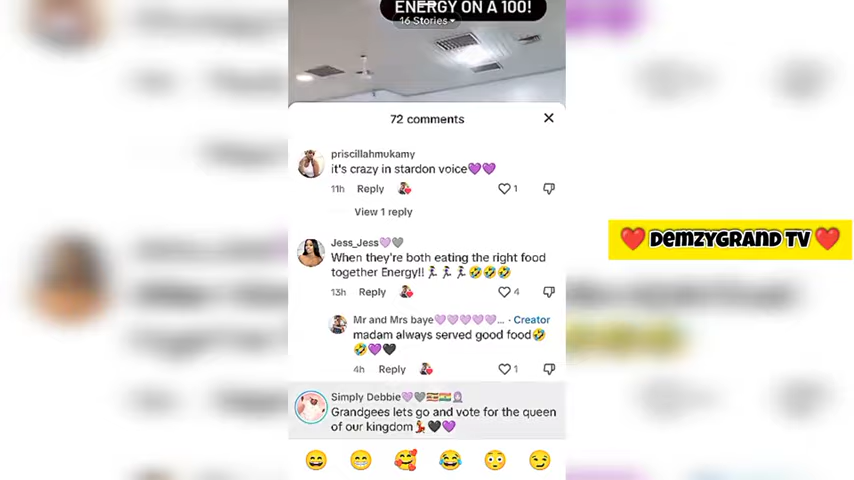 ENERGY ON A 100!
16 Stories
72 comments
priscillahmukamy
it's crazy in stardon voice💜💜
11h Reply 1
View 1 reply
Jess_Jess💜🩶
When they're both eating the right food
together Energy!!🏃🏃🏃🤣🤣🤣
13h Reply 4
Mr and Mrs baye💜💜💜💜💜... · Creator
madam always served good food🤣
🤣💜🖤
4h Reply 1
Simply Debbie💜🩶
Grandgees lets go and vote for the queen
of our kingdom💃🖤💜
DEMZYGRAND TV